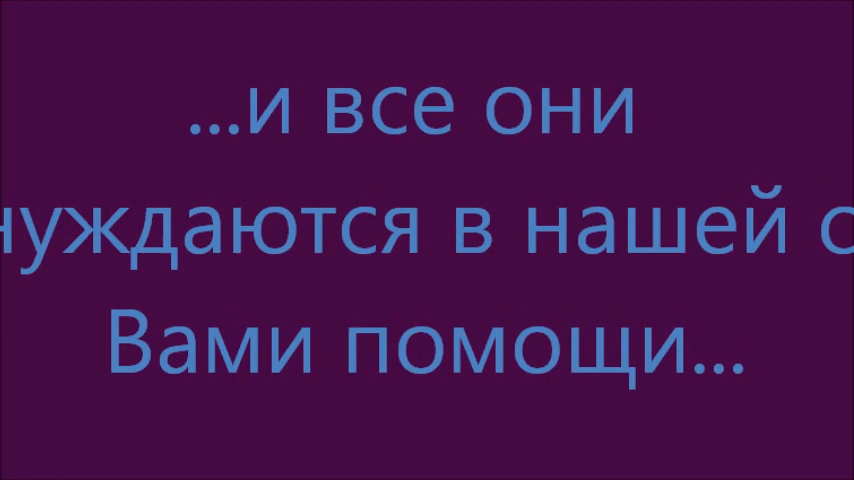 ...и все они
нуждаются в нашей с
Вами помощи...